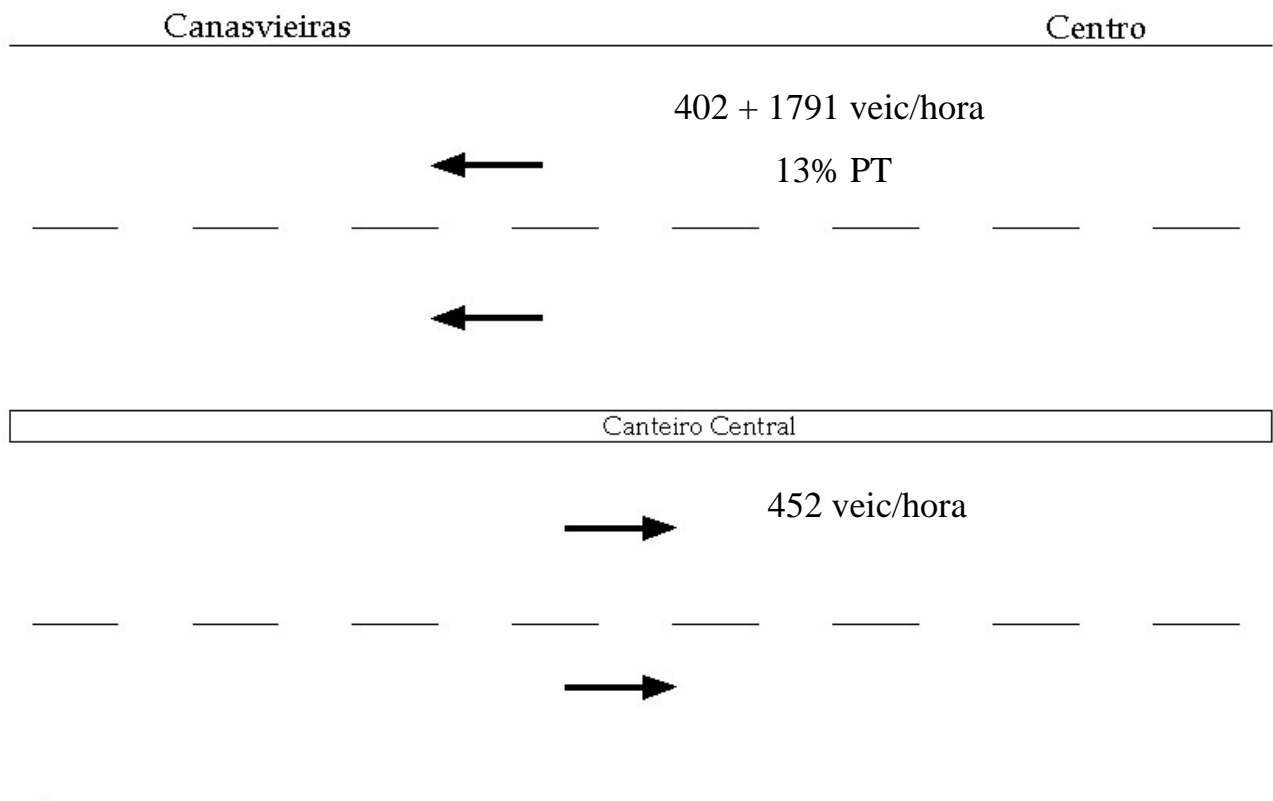 Canasvieiras Centro
402 + 1791 veic/hora
13% PT
Canteiro Central
452 veic/hora